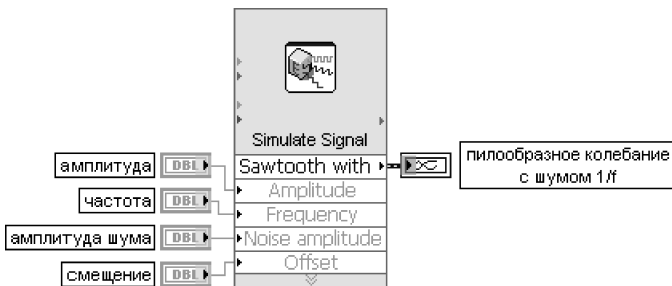 Simulate Signal
Sawtooth with
амплитуда DBL
Amplitude
частота DBL
Frequency
амплитуда шума DBL
Noise amplitude
смещение DBL
Offset
пилообразное колебание
с шумом 1/f